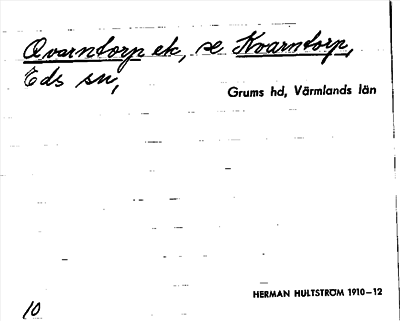 Qvarntorp ek, se Kvarntorp,
Eds sn,
Grums hd, Värmlands län
HERMAN HULTSTRÖM 1910–12
10